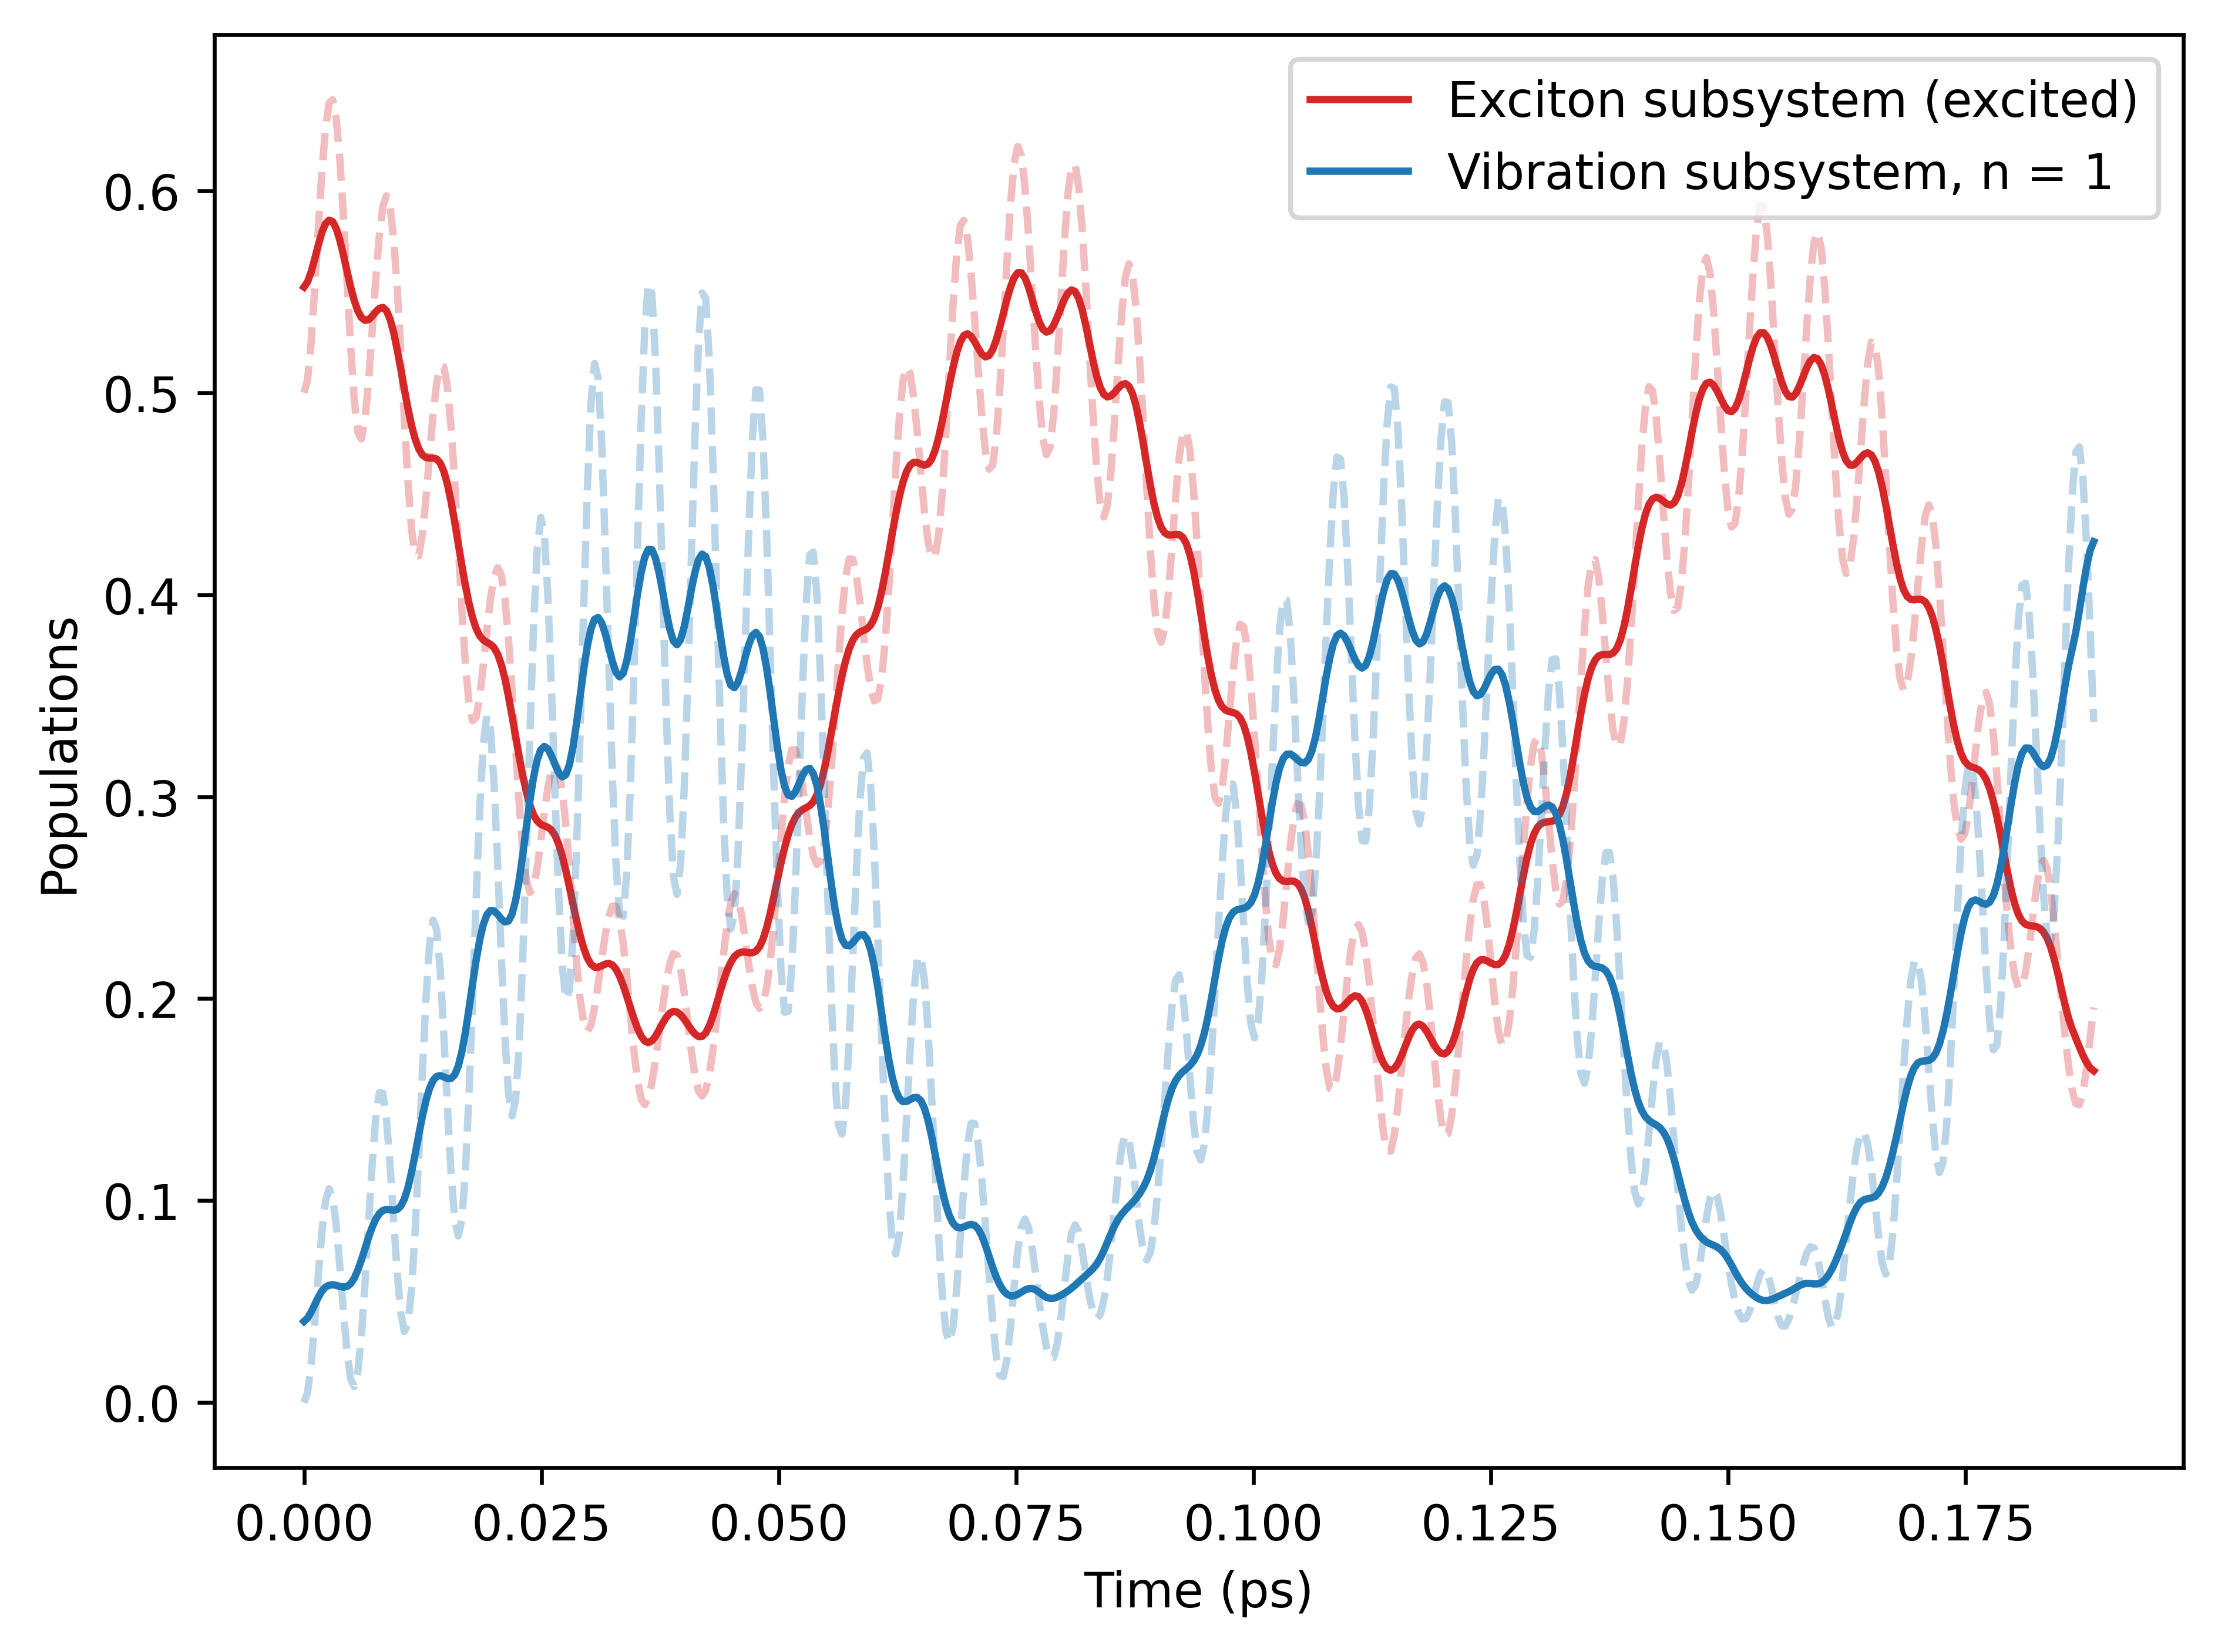 Exciton subsystem (excited)
Vibration subsystem, n = 1
Populations
0.6
0.5
0.4
0.3
0.2
0.1
0.0
0.000 0.025 0.050 0.075 0.100 0.125 0.150 0.175
Time (ps)